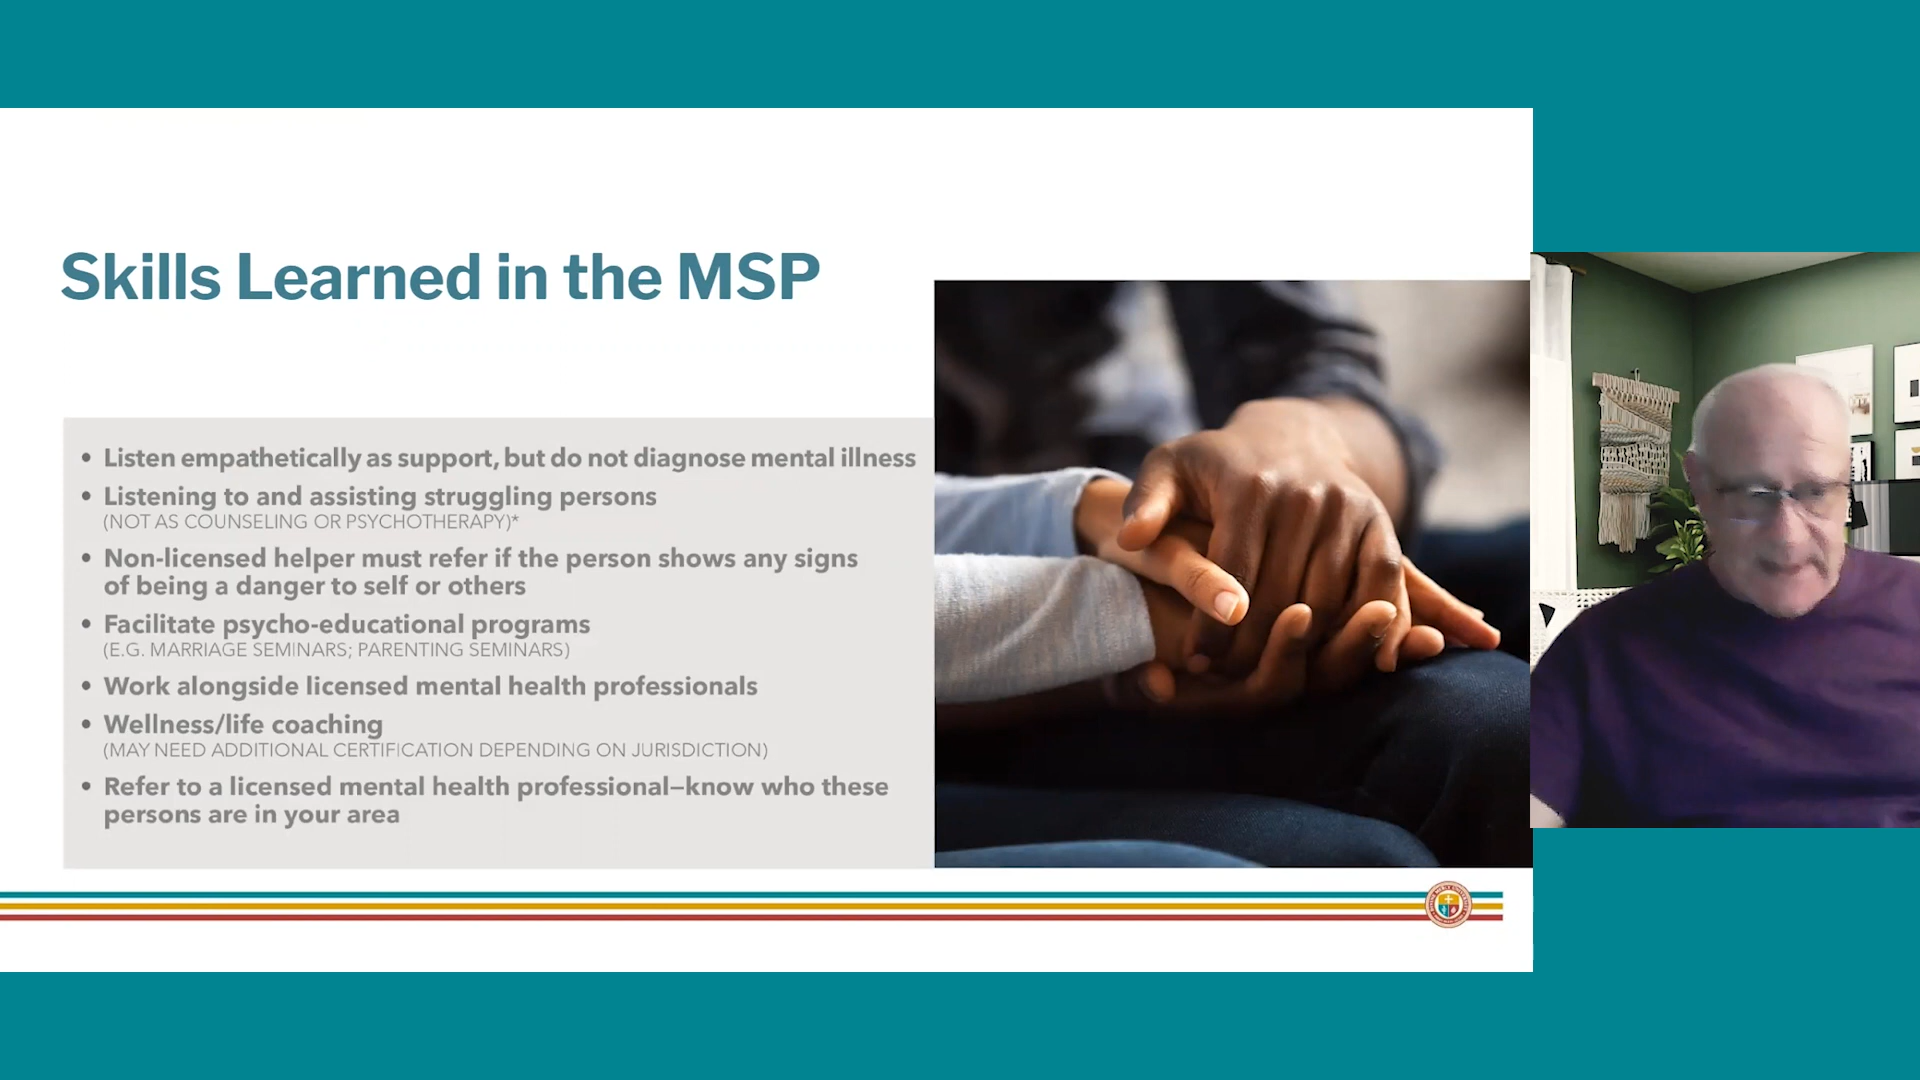 Skills Learned in the MSP
• Listen empathetically as support, but do not diagnose mental illness
• Listening to and assisting struggling persons
(NOT AS COUNSELING OR PSYCHOTHERAPY)*
• Non-licensed helper must refer if the person shows any signs
of being a danger to self or others
• Facilitate psycho-educational programs
(E.G. MARRIAGE SEMINARS; PARENTING SEMINARS)
• Work alongside licensed mental health professionals
• Wellness/life coaching
(MAY NEED ADDITIONAL CERTIFICATION DEPENDING ON JURISDICTION)
• Refer to a licensed mental health professional—know who these
persons are in your area